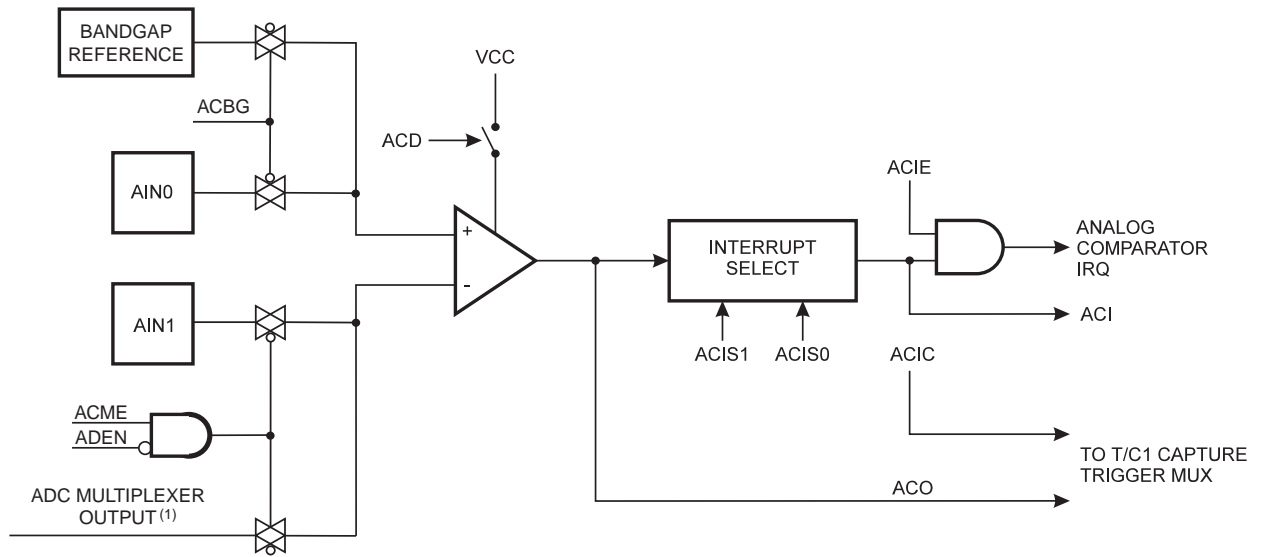 BANDGAP
REFERENCE
ACBG
AIN0
AIN1
ACME
ADEN
ADC MULTIPLEXER
OUTPUT (1)
VCC
ACD
+
-
INTERRUPT
SELECT
ACIS1 ACIS0
ACIE
ANALOG
COMPARATOR
IRQ
ACI
ACIC
TO T/C1 CAPTURE
TRIGGER MUX
ACO